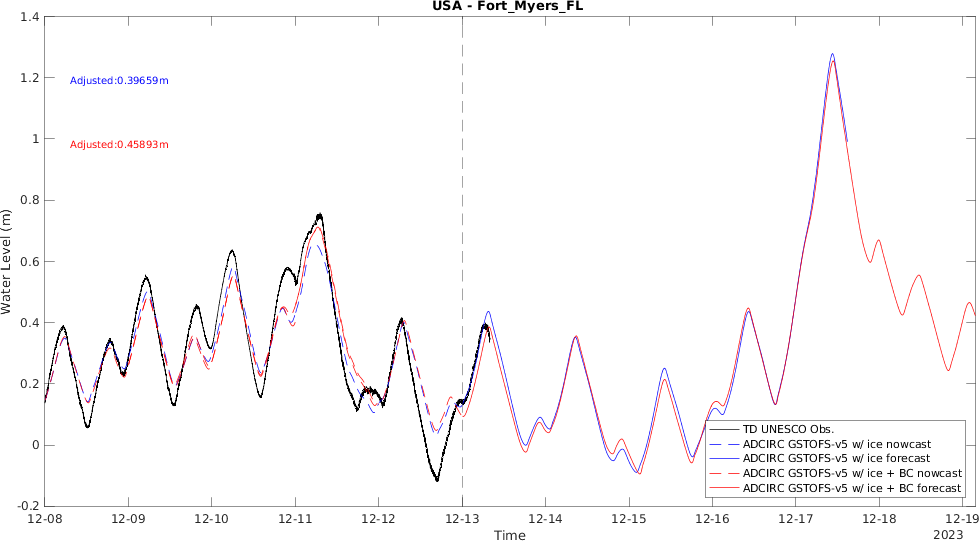 USA - Fort_Myers_FL
1.4
1.2
1
0.8
0.6
0.4
0.2
0
-0.2
Water Level (m)
Adjusted:0.39659m
Adjusted:0.45893m
TD UNESCO Obs.
ADCIRC GSTOFS-v5 w/ ice nowcast
ADCIRC GSTOFS-v5 w/ ice forecast
ADCIRC GSTOFS-v5 w/ ice + BC nowcast
ADCIRC GSTOFS-v5 w/ ice + BC forecast
12-08 12-09 12-10 12-11 12-12 12-13 12-14 12-15 12-16 12-17 12-18 12-19
Time
2023